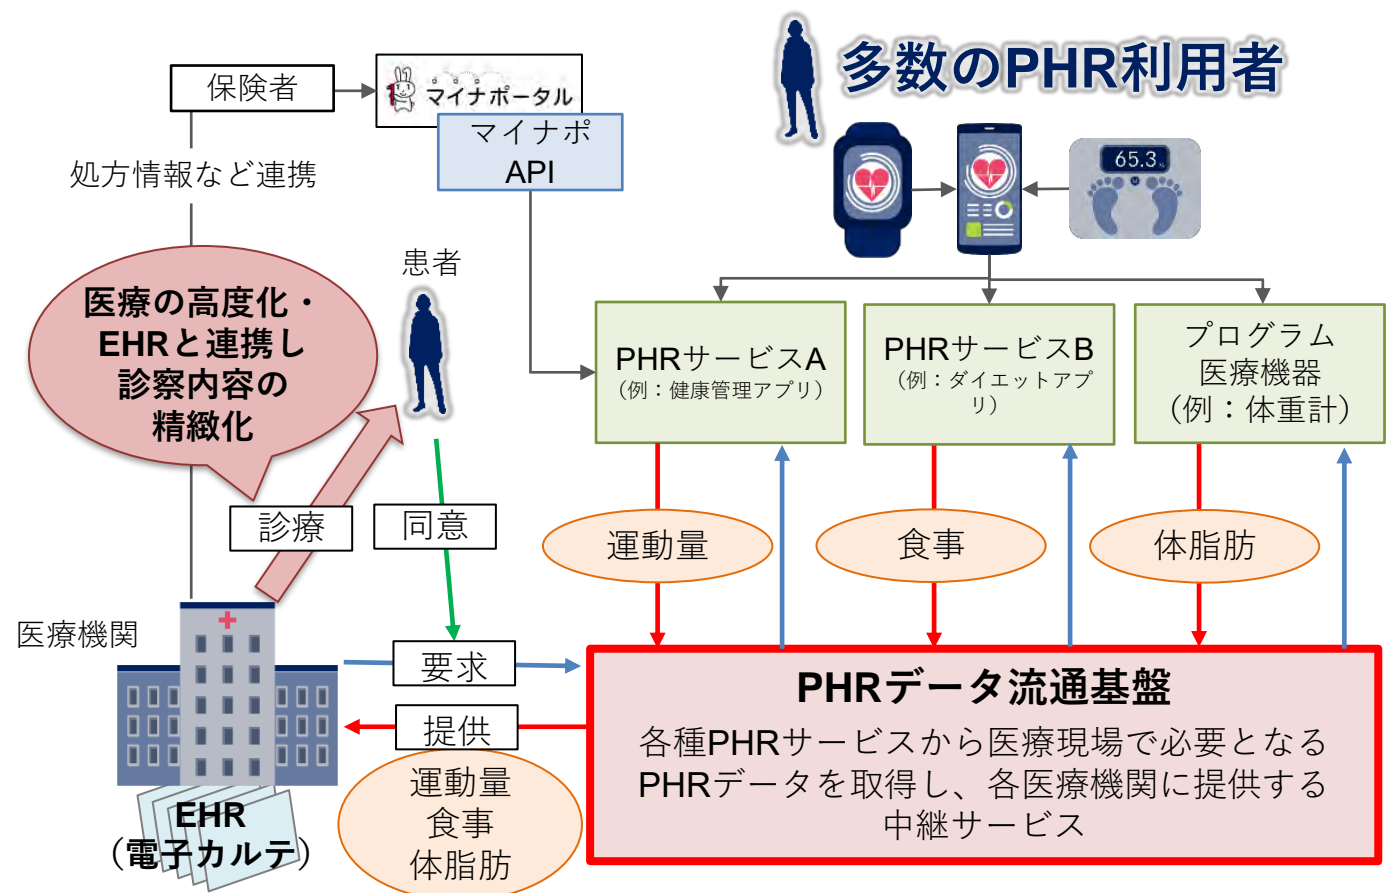 多数のPHR利用者
保険者
マイナポータル
マイナポ
API
処方情報など連携
65.3
患者
医療の高度化・
EHRと連携し
診察内容の
精緻化
PHRサービスA
（例：健康管理アプリ）
PHRサービスB
（例：ダイエットアプ
リ）
プログラム
医療機器
（例：体重計）
診療
同意
運動量
食事
体脂肪
医療機関
要求
提供
運動量
食事
体脂肪
EHR
（電子カルテ）
PHRデータ流通基盤
各種PHRサービスから医療現場で必要となる
PHRデータを取得し、各医療機関に提供する
中継サービス